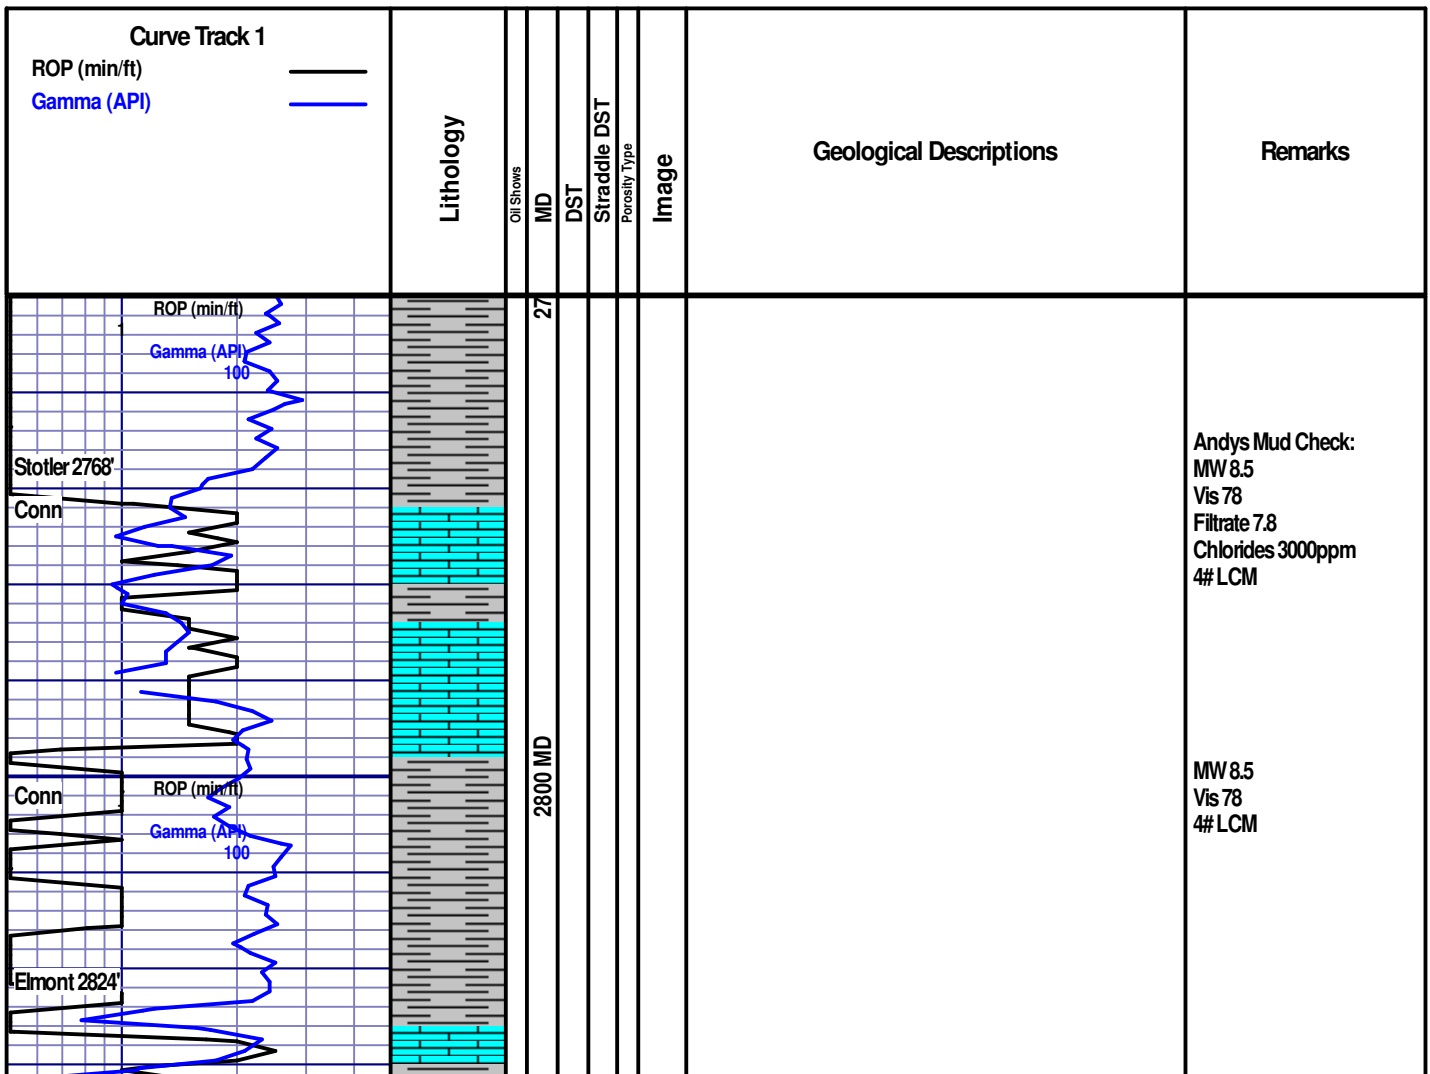 Curve Track 1
ROP (min/ft)
Gamma (API)
Lithology
Oil Shows
MD
DST
Straddle DST
Porosity Type
Image
Geological Descriptions
Remarks
ROP (min/ft)
27
Gamma (API)
100
Stotler 2768'
Conn
Andys Mud Check:
MW 8.5
Vis 78
Filtrate 7.8
Chlorides 3000ppm
4# LCM
2800 MD
Conn
ROP (min/ft)
Gamma (API)
100
MW 8.5
Vis 78
4# LCM
Elmont 2824'